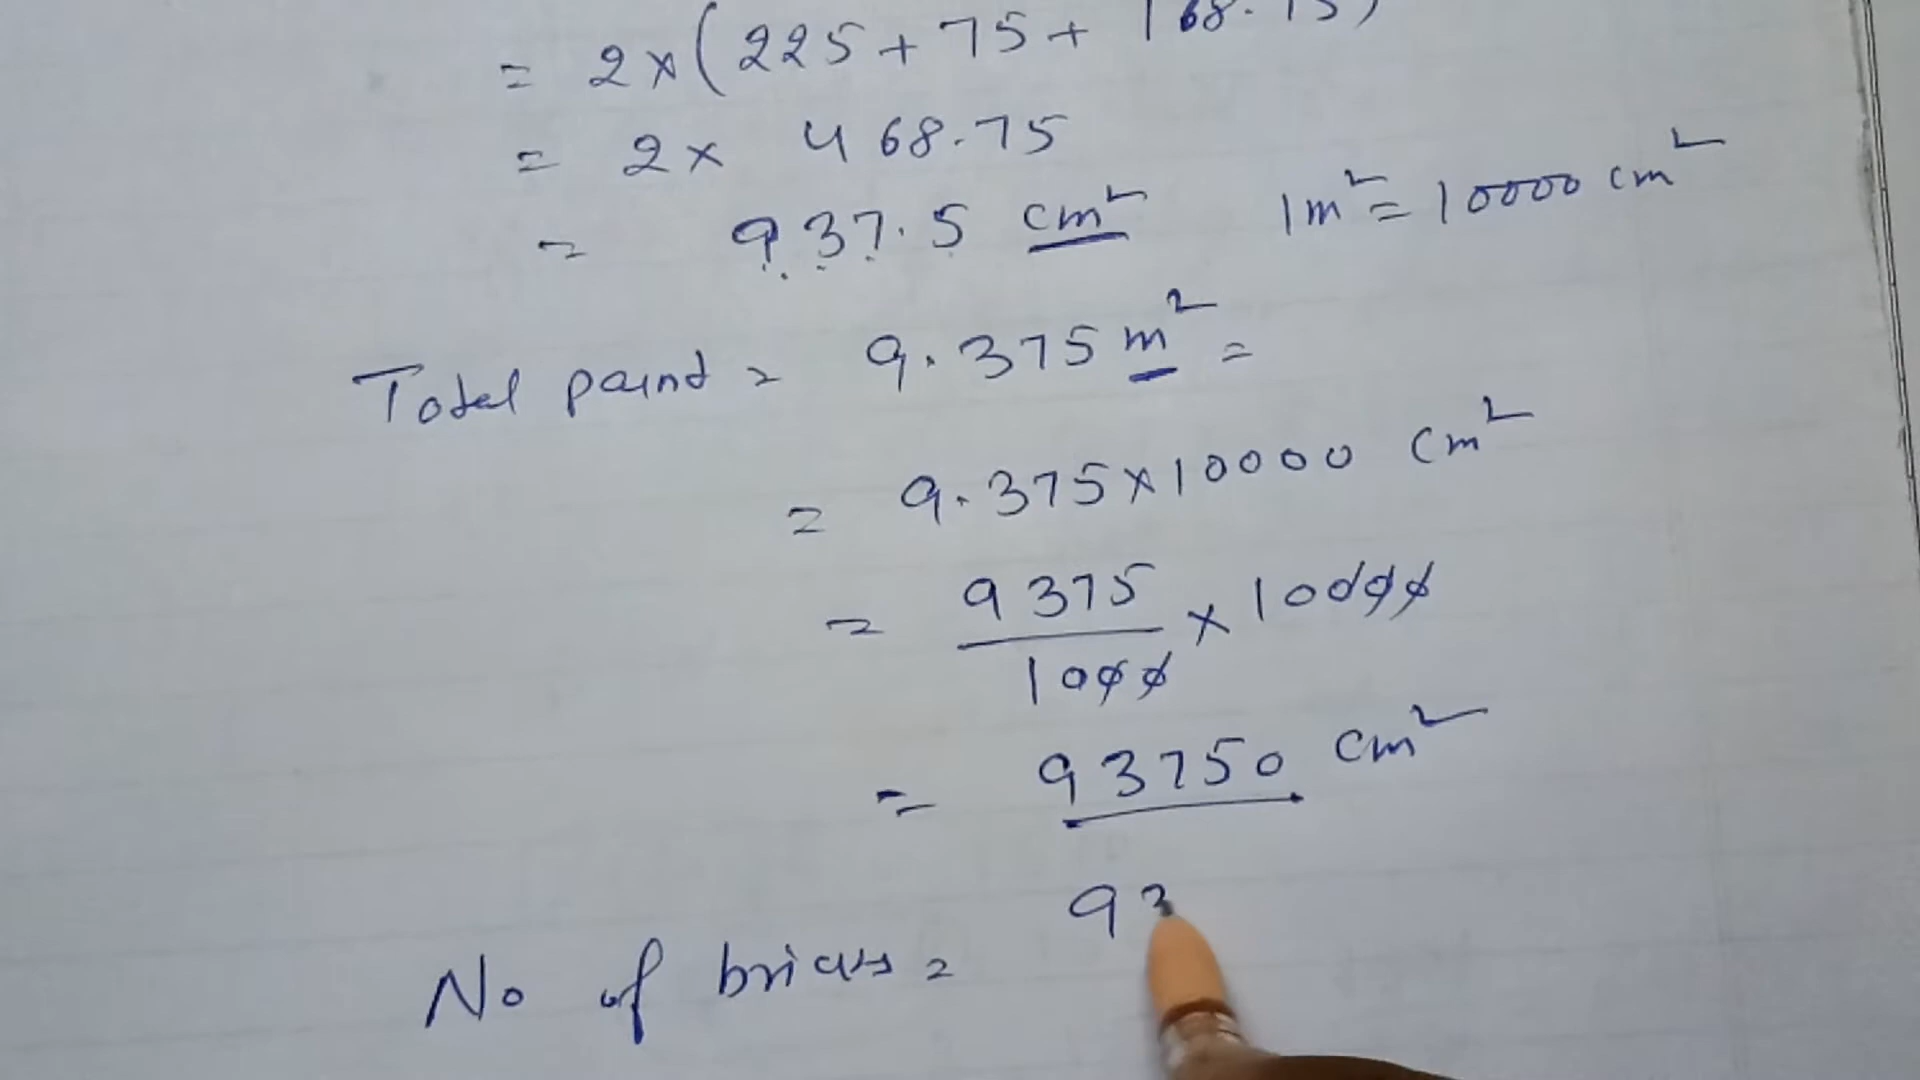 = 2 x (225 + 75 + 168.75)
= 2 x 468.75
= 937.5 cm² 1m² = 10000 cm²
Total paint = 9.375 m² =
= 9.375 x 10000 cm²
= 9375/1000 x 10000
= 93750 cm²
93
No of bricks =